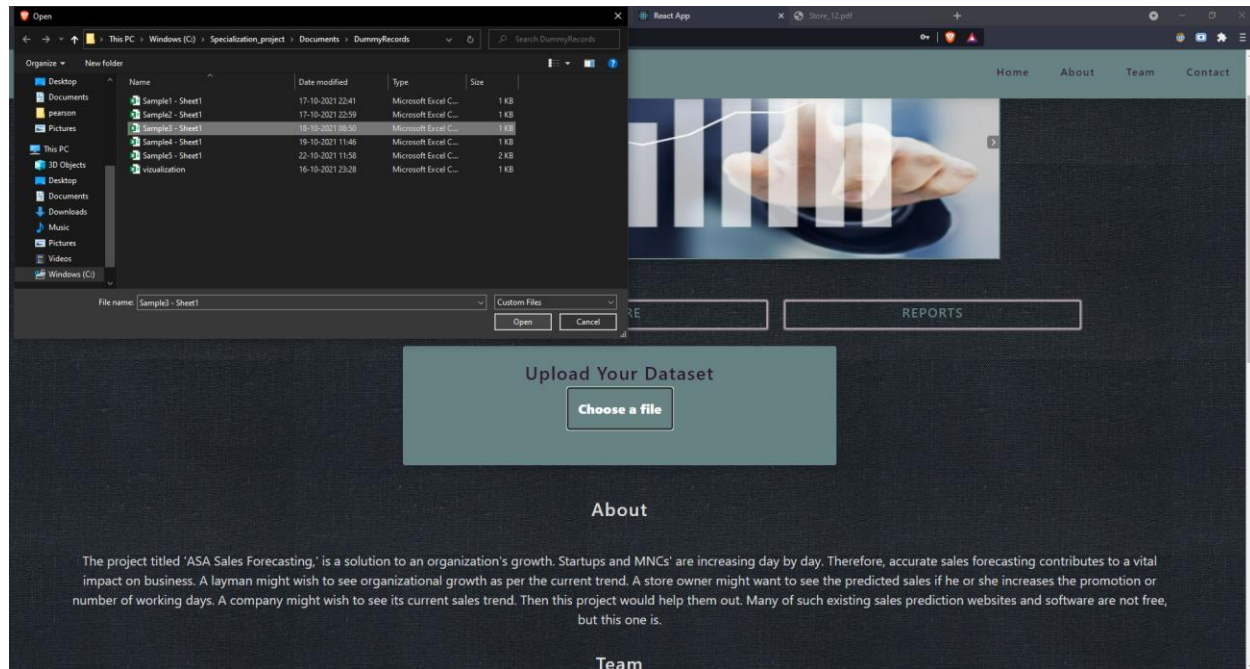 Open
React App
Store_12.pdf
This PC > Windows (C:) > Specialization_project > Documents > DummyRecords
Search DummyRecords
Organize
New folder
Home About Team Contact
Name Date modified Type Size
Desktop
Documents
pearson
Pictures
This PC
3D Objects
Desktop
Documents
Downloads
Music
Pictures
Videos
Windows (C:)
Sample1 - Sheet1 17-10-2021 22:41 Microsoft Excel C... 1 KB
Sample2 - Sheet1 17-10-2021 22:59 Microsoft Excel C... 1 KB
Sample3 - Sheet1 18-10-2021 00:50 Microsoft Excel C... 1 KB
Sample4 - Sheet1 19-10-2021 11:46 Microsoft Excel C... 1 KB
Sample5 - Sheet1 22-10-2021 11:58 Microsoft Excel C... 2 KB
vizualization 16-10-2021 23:28 Microsoft Excel C... 1 KB
File name: Sample3 - Sheet1
Custom Files
Open Cancel
RE
REPORTS
Upload Your Dataset
Choose a file
About
The project titled 'ASA Sales Forecasting,' is a solution to an organization's growth. Startups and MNCs' are increasing day by day. Therefore, accurate sales forecasting contributes to a vital
impact on business. A layman might wish to see organizational growth as per the current trend. A store owner might want to see the predicted sales if he or she increases the promotion or
number of working days. A company might wish to see its current sales trend. Then this project would help them out. Many of such existing sales prediction websites and software are not free,
but this one is.
Team